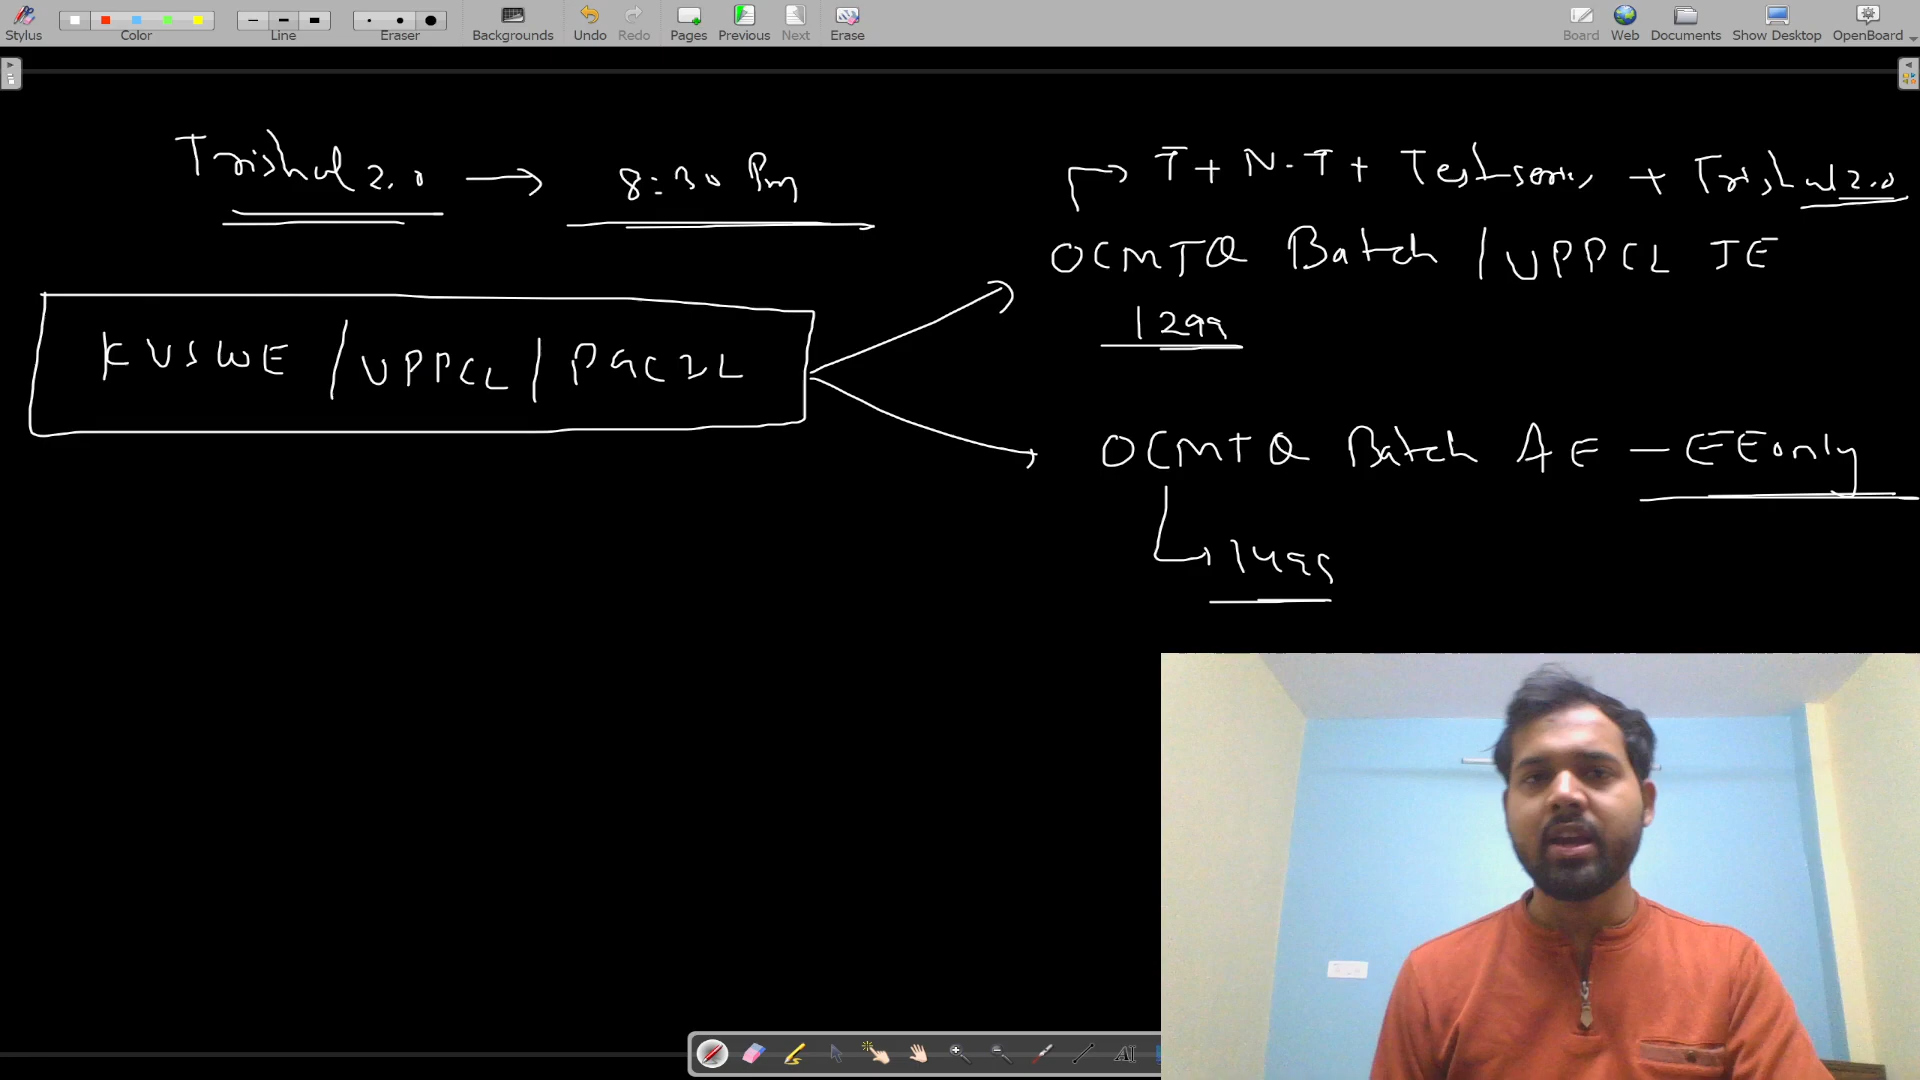 Stylus Color Line Eraser Backgrounds Undo Redo Pages Previous Next Erase Board Web Documents Show Desktop OpenBoard
Trishul 2.0 → 8:30 Pm
T + N.T + Test series + Trishul 2.0
OCMTQ Batch / UPPCL JE
1299
KVS WE / UPPCL / PGCIL
OCMTQ Batch AE - EE only
1499